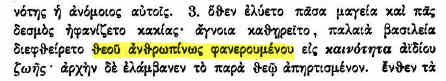 νότης ἡ ἀνόμοιος αὐτοῖς. 3. ὅθεν ἐλύετο πᾶσα μαγεία καὶ πᾶς
δεσμὸς ἠφανίζετο κακίας· ἄγνοια καθῃρεῖτο, παλαιὰ βασιλεία
διεφθείρετο θεοῦ ἀνθρωπίνως φανερουμένου εἰς καινότητα ἀϊδίου
ζωῆς· ἀρχὴν δὲ ἐλάμβανεν τὸ παρὰ θεῷ ἀπηρτισμένον. ἔνθεν τὰ